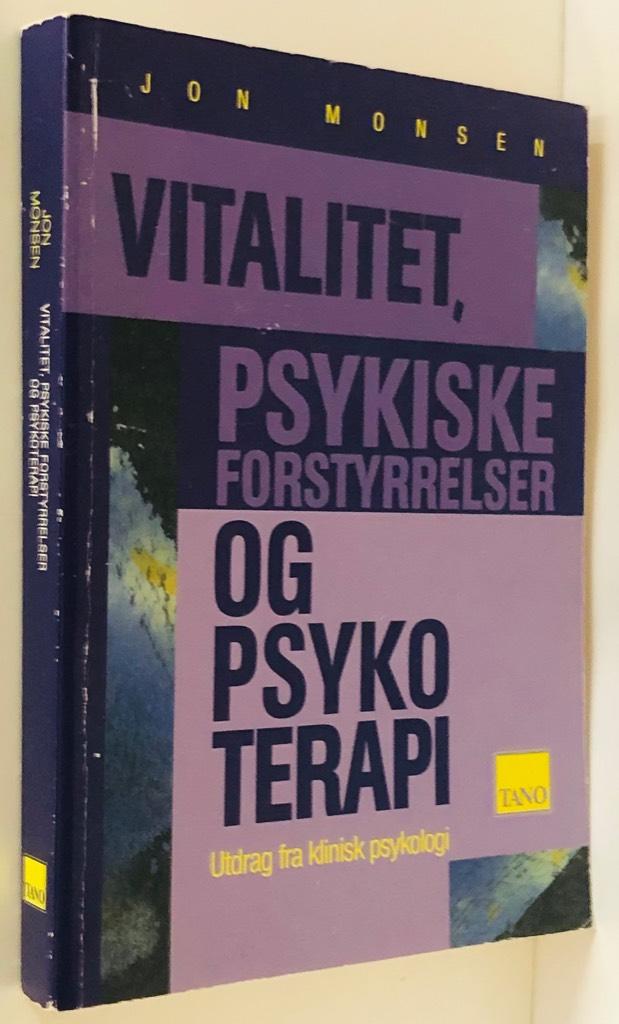 JON MONSEN
VITALITET,
PSYKISKE
FORSTYRRELSER
OG
PSYKO
TERAPI
Utdrag fra klinisk psykologi
TANO
JON
MONSEN
VITALITET, PSYKISKE FORSTYRRELSER
OG PSYKOTERAPI
TANO